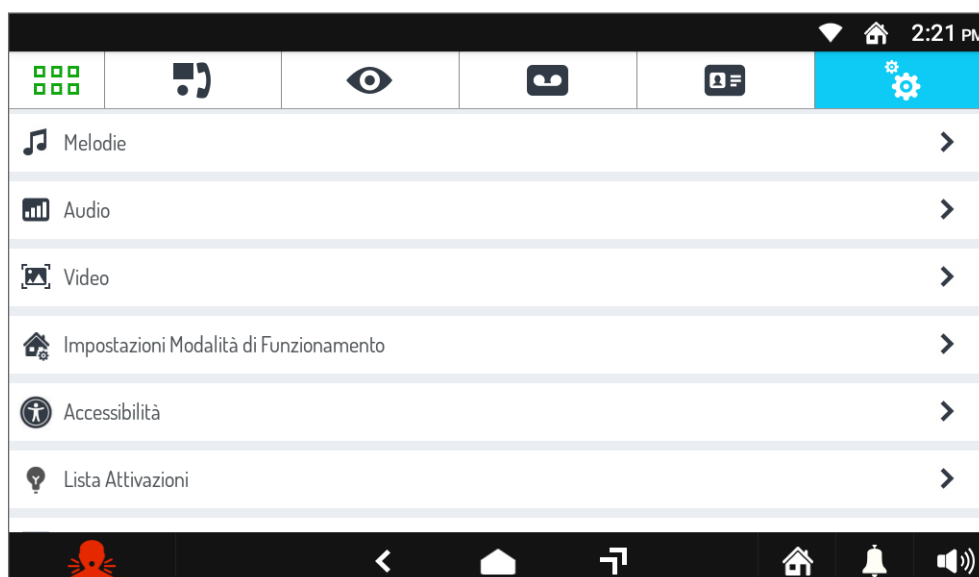 2:21 PM
Melodie
Audio
Video
Impostazioni Modalità di Funzionamento
Accessibilità
Lista Attivazioni